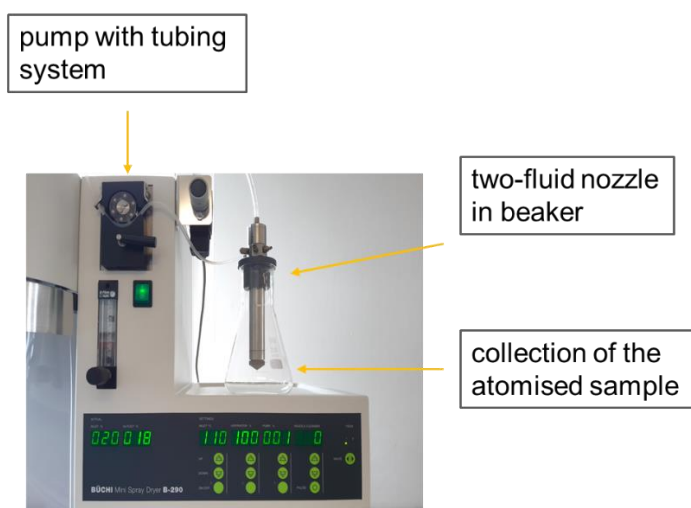 pump with tubing
system
two-fluid nozzle
in beaker
collection of the
atomised sample
020 018
110 100 001 0
BÜCHI Mini Spray Dryer B-290